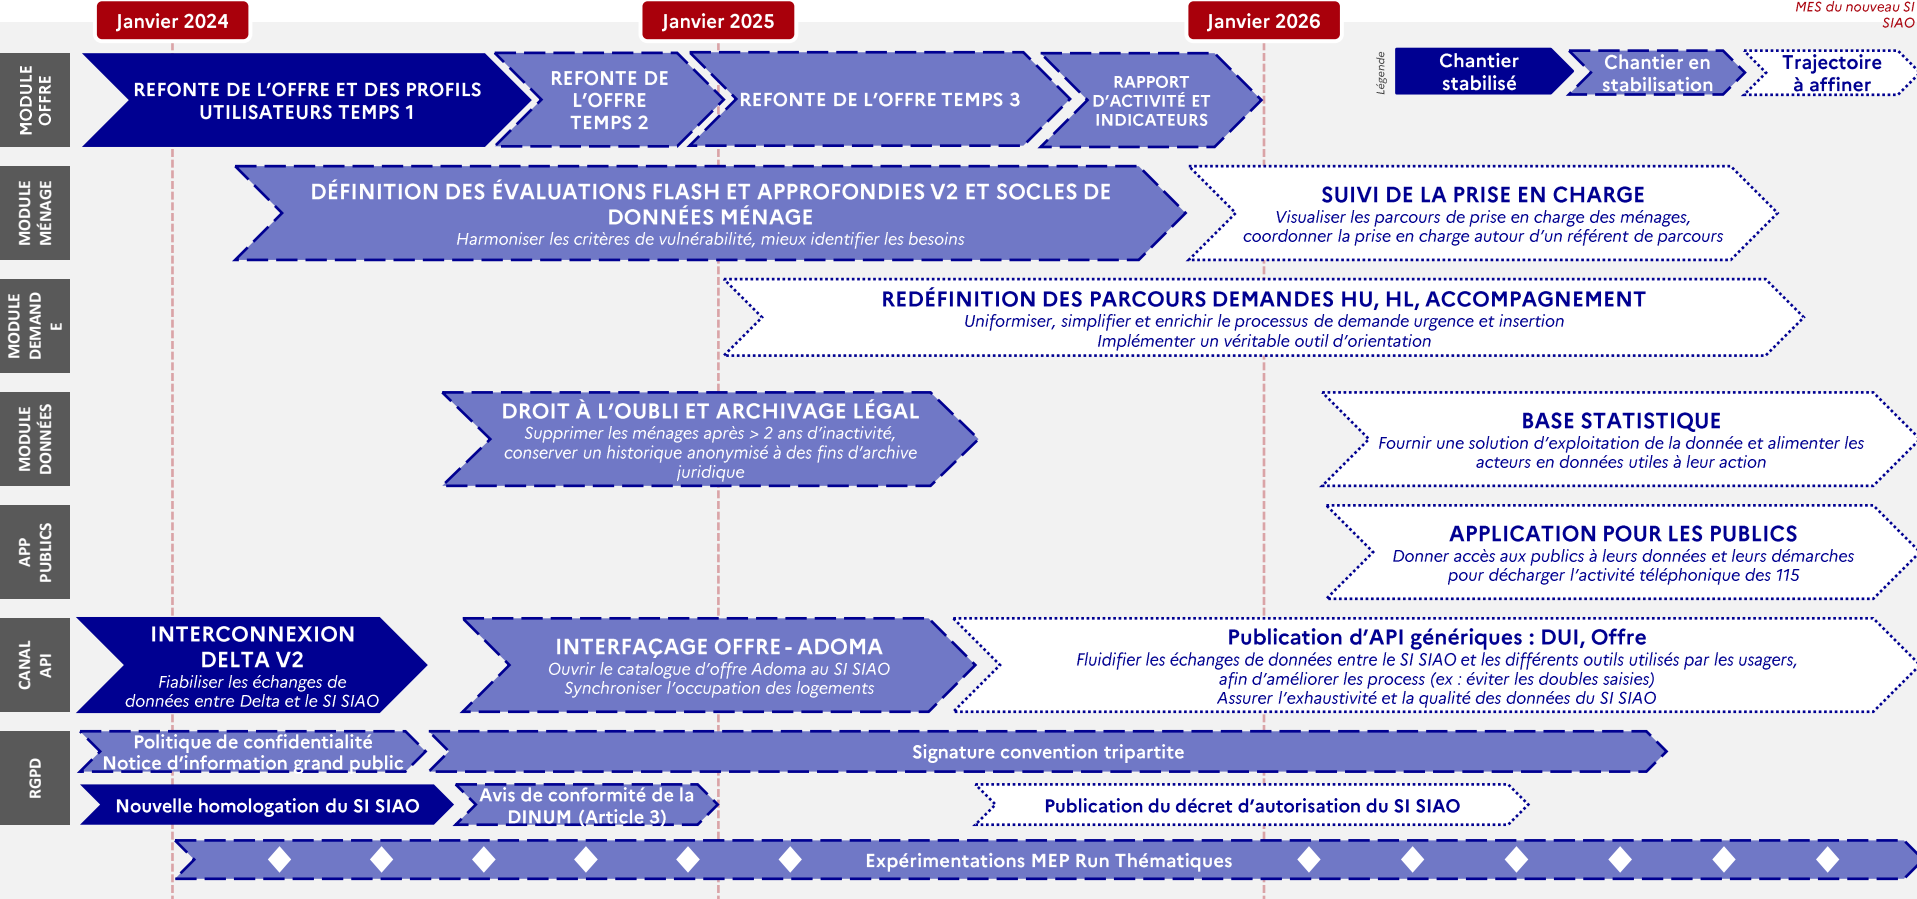 Janvier 2024
Janvier 2025
Janvier 2026
MES du nouveau SI
SIAO
Légende
Chantier
stabilisé
Chantier en
stabilisation
Trajectoire
à affiner
MODULE
OFFRE
REFONTE DE L'OFFRE ET DES PROFILS
UTILISATEURS TEMPS 1
REFONTE DE
L'OFFRE
TEMPS 2
REFONTE DE L'OFFRE TEMPS 3
RAPPORT
D'ACTIVITÉ ET
INDICATEURS
MODULE
MÉNAGE
DÉFINITION DES ÉVALUATIONS FLASH ET APPROFONDIES V2 ET SOCLES DE
DONNÉES MÉNAGE
Harmoniser les critères de vulnérabilité, mieux identifier les besoins
SUIVI DE LA PRISE EN CHARGE
Visualiser les parcours de prise en charge des ménages,
coordonner la prise en charge autour d'un référent de parcours
MODULE
DEMAND
E
REDÉFINITION DES PARCOURS DEMANDES HU, HL, ACCOMPAGNEMENT
Uniformiser, simplifier et enrichir le processus de demande urgence et insertion
Implémenter un véritable outil d'orientation
MODULE
DONNÉES
DROIT À L'OUBLI ET ARCHIVAGE LÉGAL
Supprimer les ménages après > 2 ans d'inactivité,
conserver un historique anonymisé à des fins d'archive
juridique
BASE STATISTIQUE
Fournir une solution d'exploitation de la donnée et alimenter les
acteurs en données utiles à leur action
APP
PUBLICS
APPLICATION POUR LES PUBLICS
Donner accès aux publics à leurs données et leurs démarches
pour décharger l'activité téléphonique des 115
CANAL
API
INTERCONNEXION
DELTA V2
Fiabiliser les échanges de
données entre Delta et le SI SIAO
INTERFAÇAGE OFFRE - ADOMA
Ouvrir le catalogue d'offre Adoma au SI SIAO
Synchroniser l'occupation des logements
Publication d'API génériques : DUI, Offre
Fluidifier les échanges de données entre le SI SIAO et les différents outils utilisés par les usagers,
afin d'améliorer les process (ex : éviter les doubles saisies)
Assurer l'exhaustivité et la qualité des données du SI SIAO
RGPD
Politique de confidentialité
Notice d'information grand public
Signature convention tripartite
Nouvelle homologation du SI SIAO
Avis de conformité de la
DINUM (Article 3)
Publication du décret d'autorisation du SI SIAO
Expérimentations MEP Run Thématiques